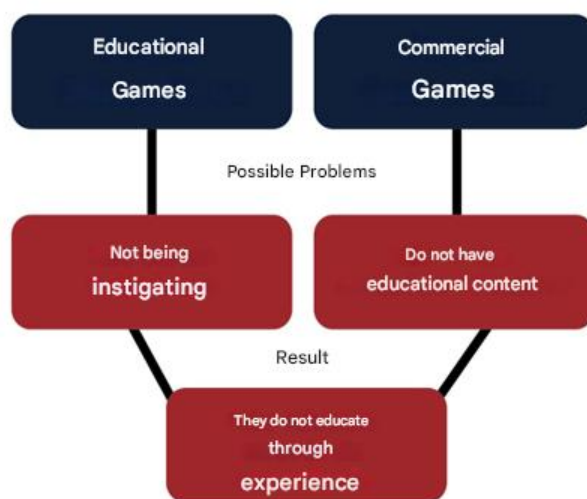 Educational
Games
Commercial
Games
Possible Problems
Not being
instigating
Do not have
educational content
Result
They do not educate
through
experience